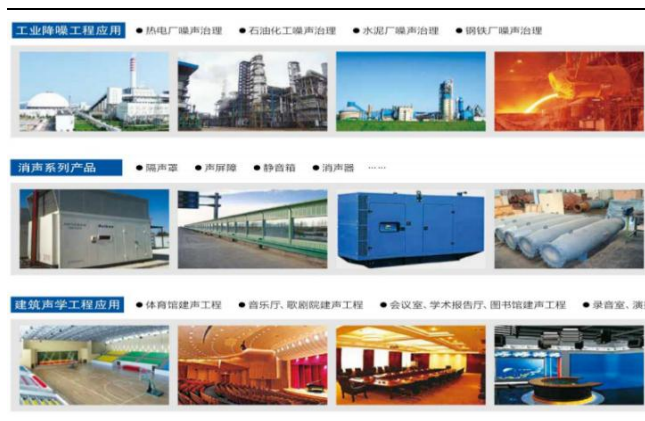 工业降噪工程应用 ●热电厂噪声治理 ●石油化工噪声治理 ●水泥厂噪声治理 ●钢铁厂噪声治理
消声系列产品 ●隔声罩 ●声屏障 ●静音箱 ●消声器 ……
建筑声学工程应用 ●体育馆建声工程 ●音乐厅、歌剧院建声工程 ●会议室、学术报告厅、图书馆建声工程 ●录音室、演